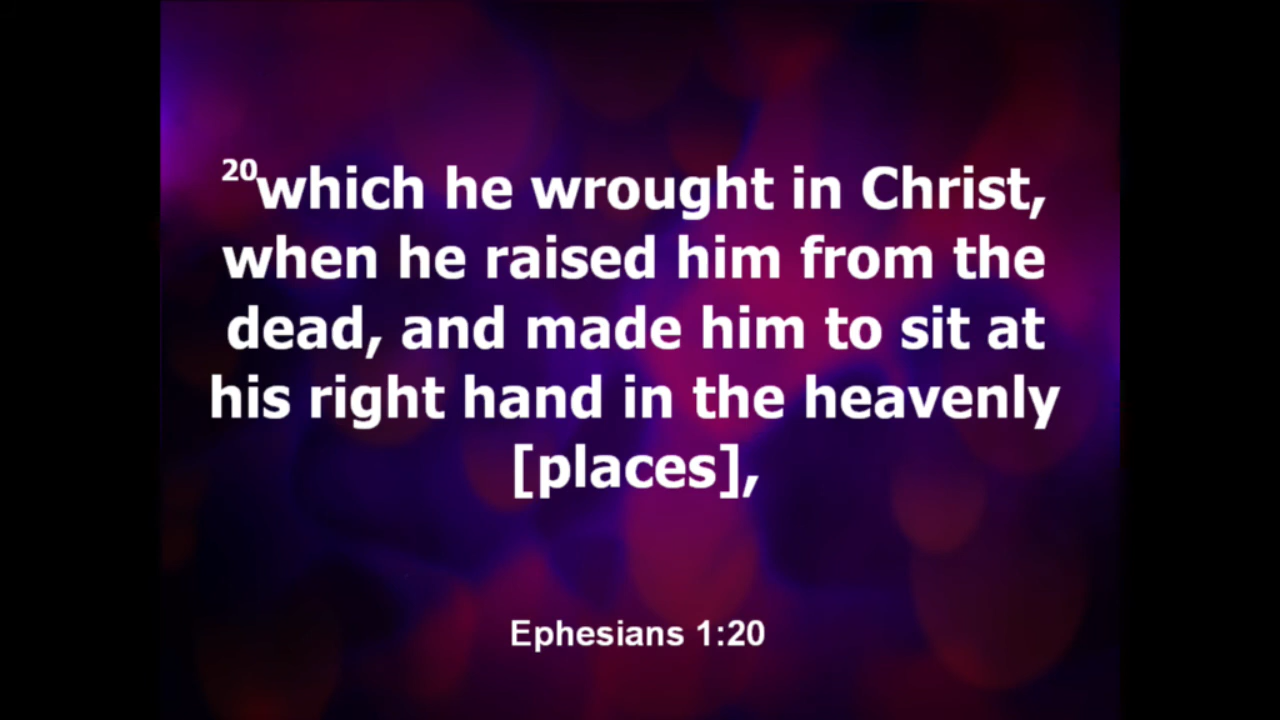 20which he wrought in Christ,
when he raised him from the
dead, and made him to sit at
his right hand in the heavenly
[places],
Ephesians 1:20